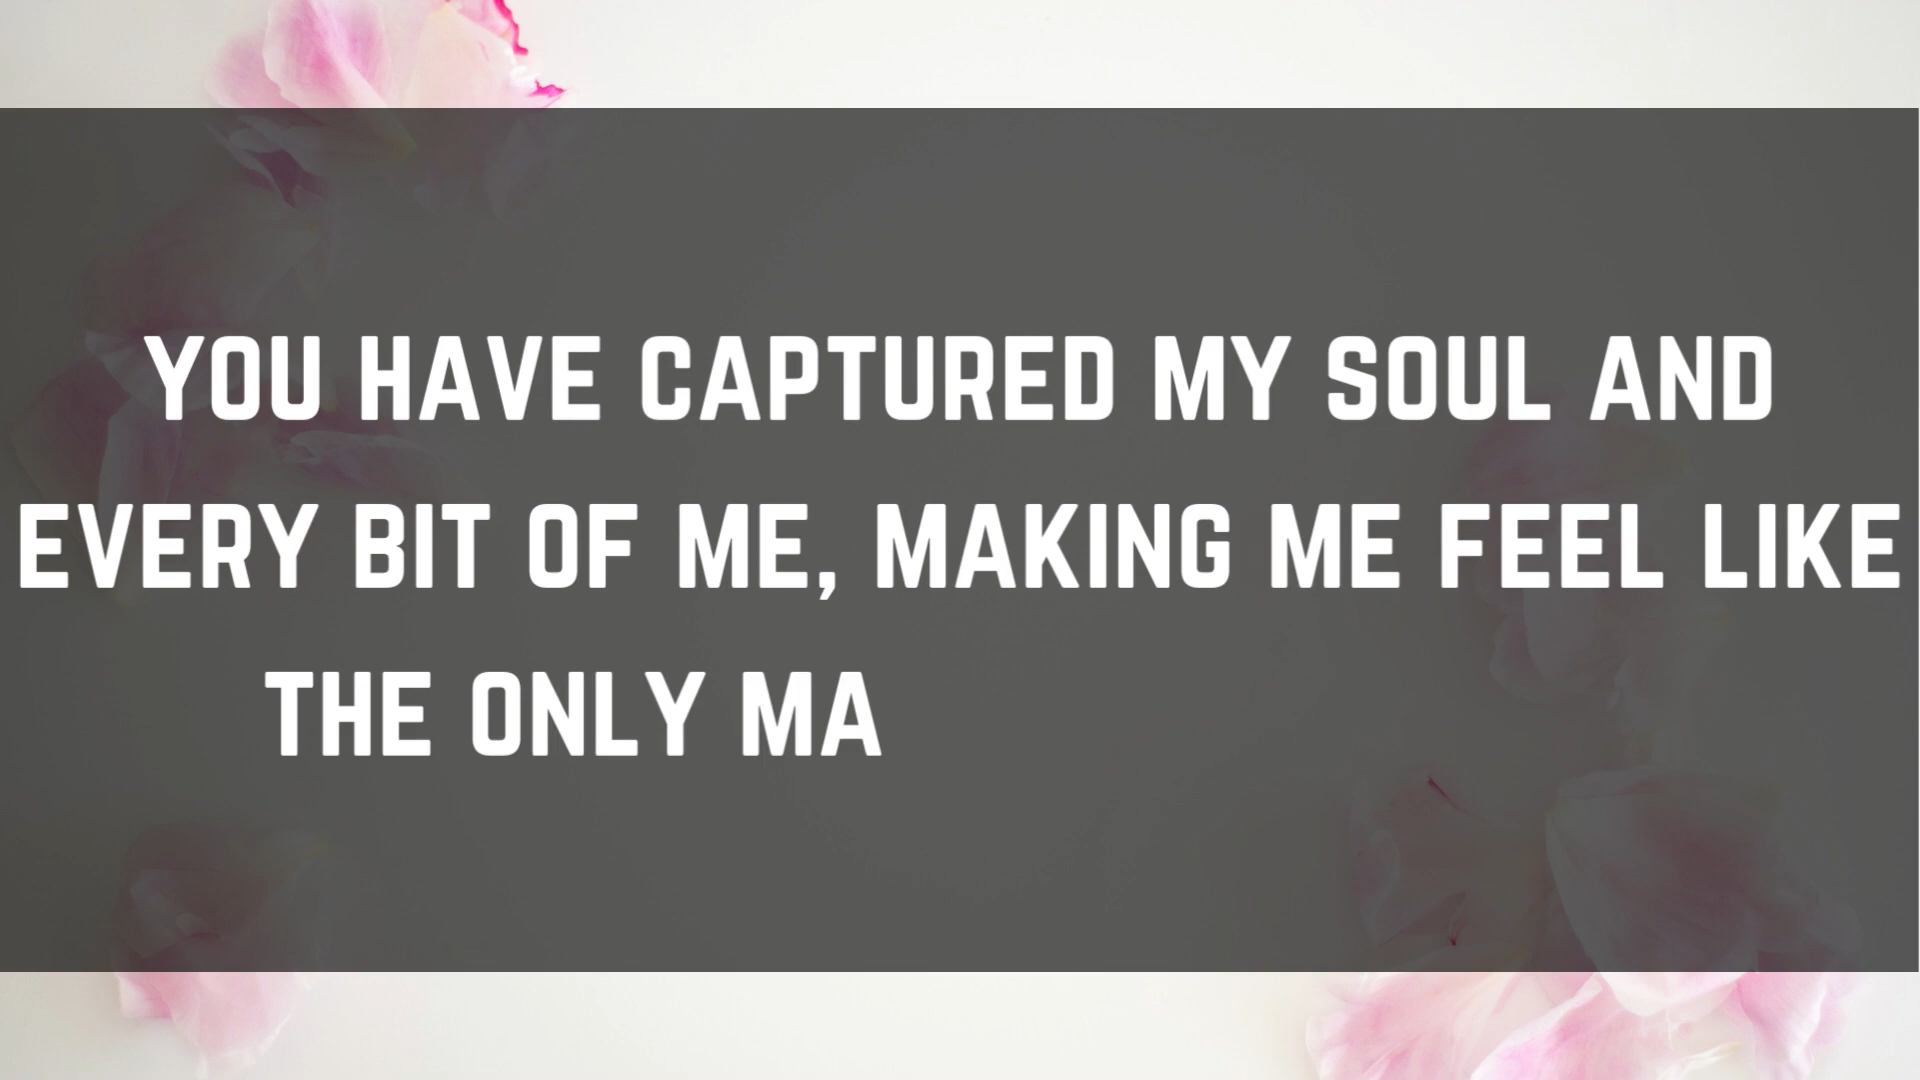 YOU HAVE CAPTURED MY SOUL AND
EVERY BIT OF ME, MAKING ME FEEL LIKE
THE ONLY MA